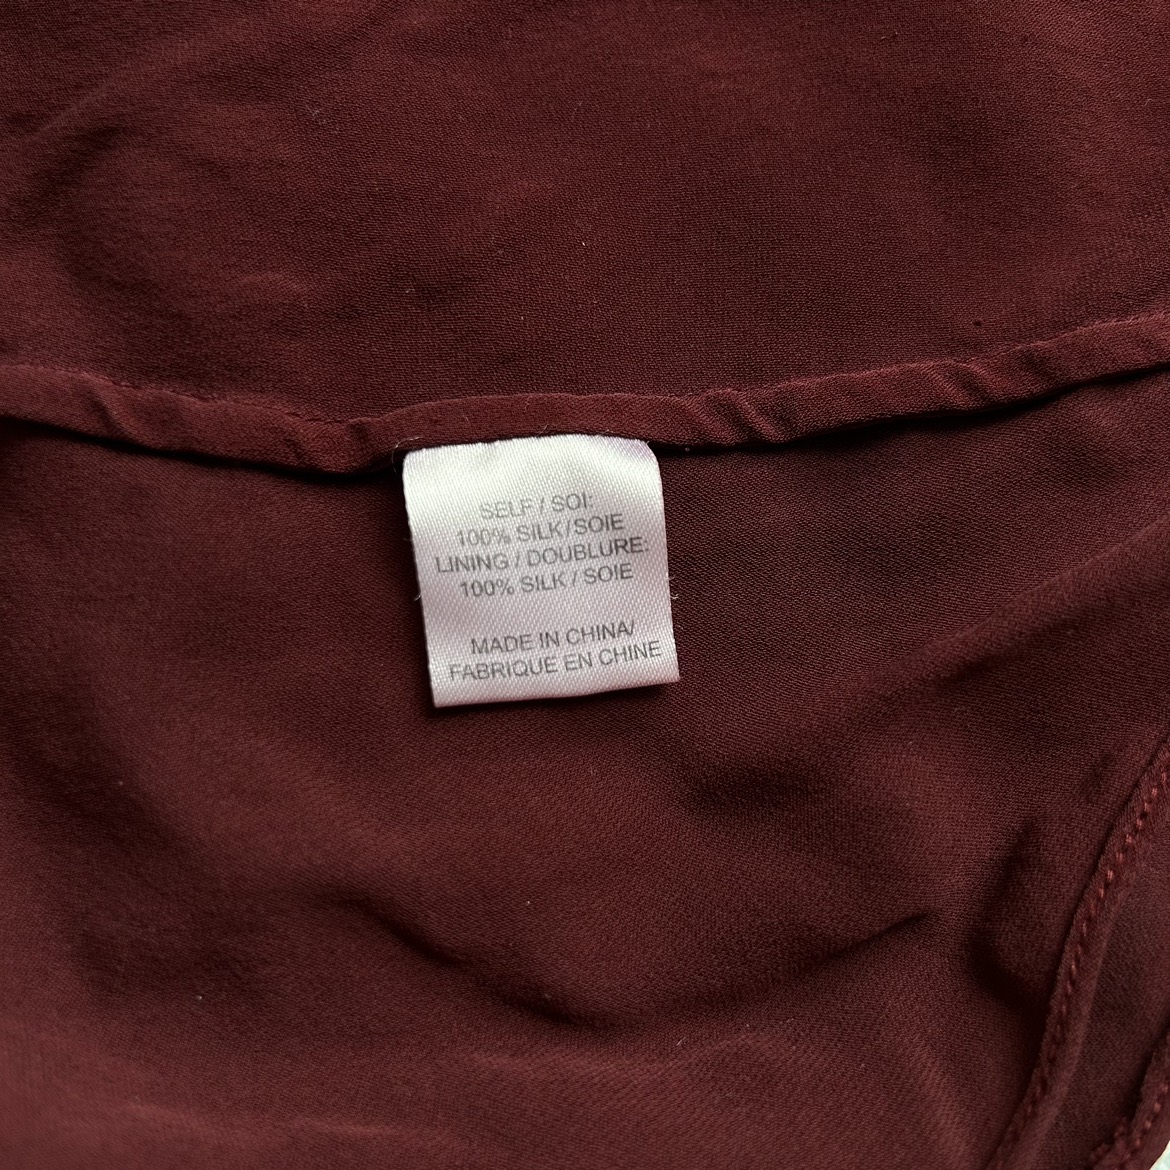 SELF / SOI:
100% SILK/SOIE
LINING / DOUBLURE:
100% SILK / SOIE
MADE IN CHINA/
FABRIQUE EN CHINE